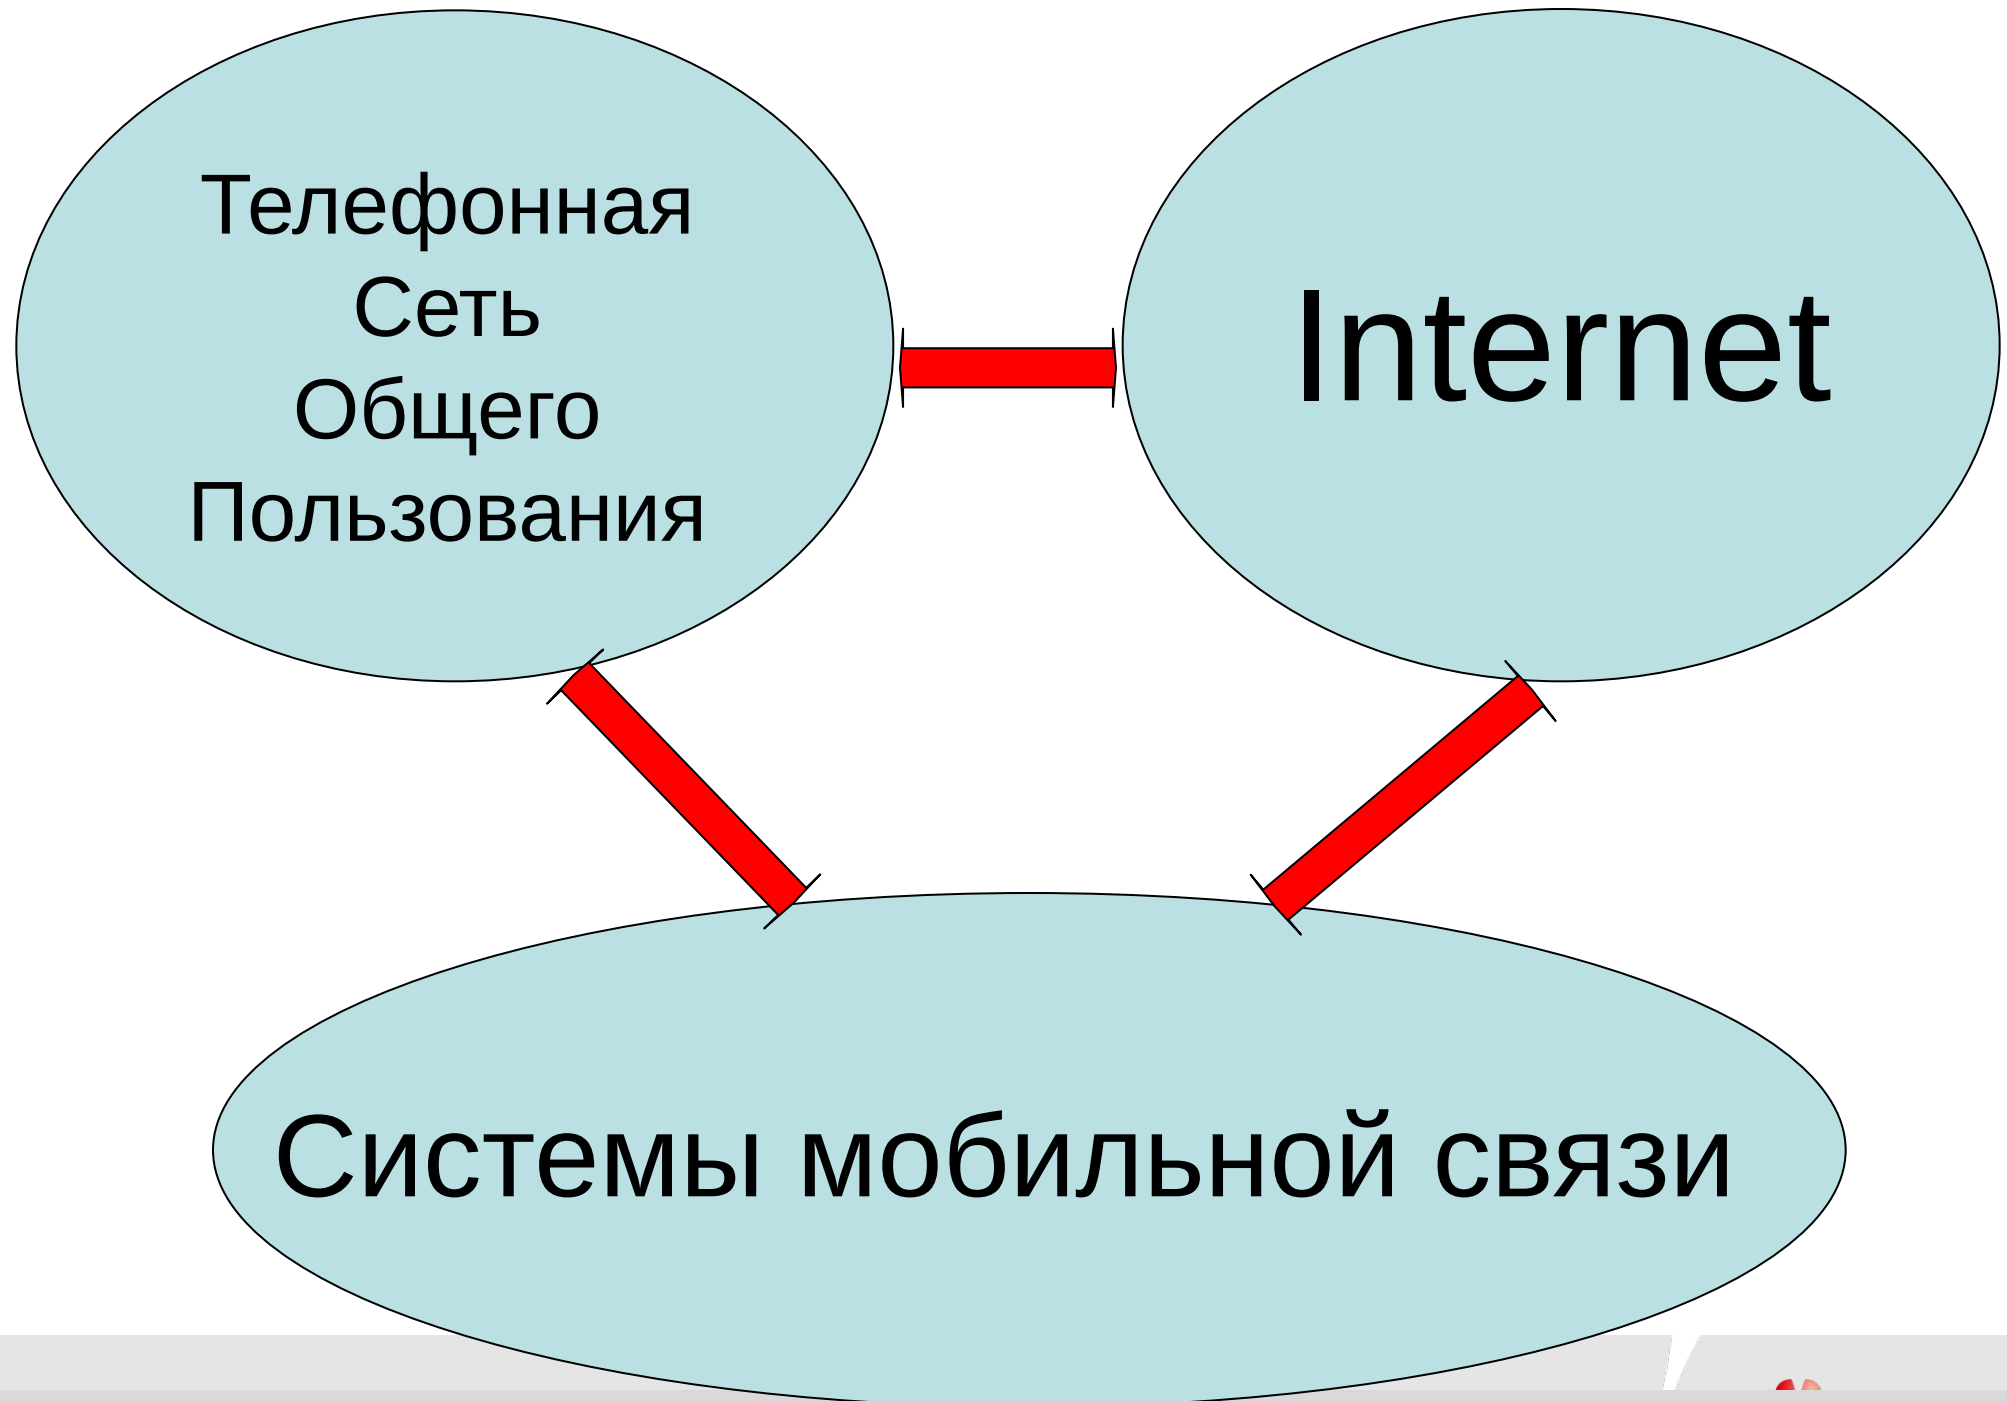 Телефонная
Сеть
Общего
Пользования
Internet
Системы мобильной связи